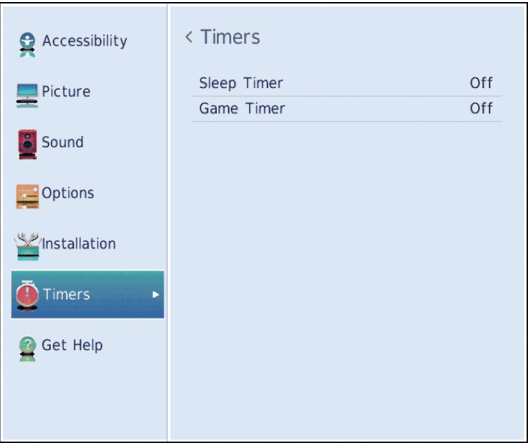 Accessibility
Picture
Sound
Options
Installation
Timers
Get Help
< Timers
Sleep Timer Off
Game Timer Off